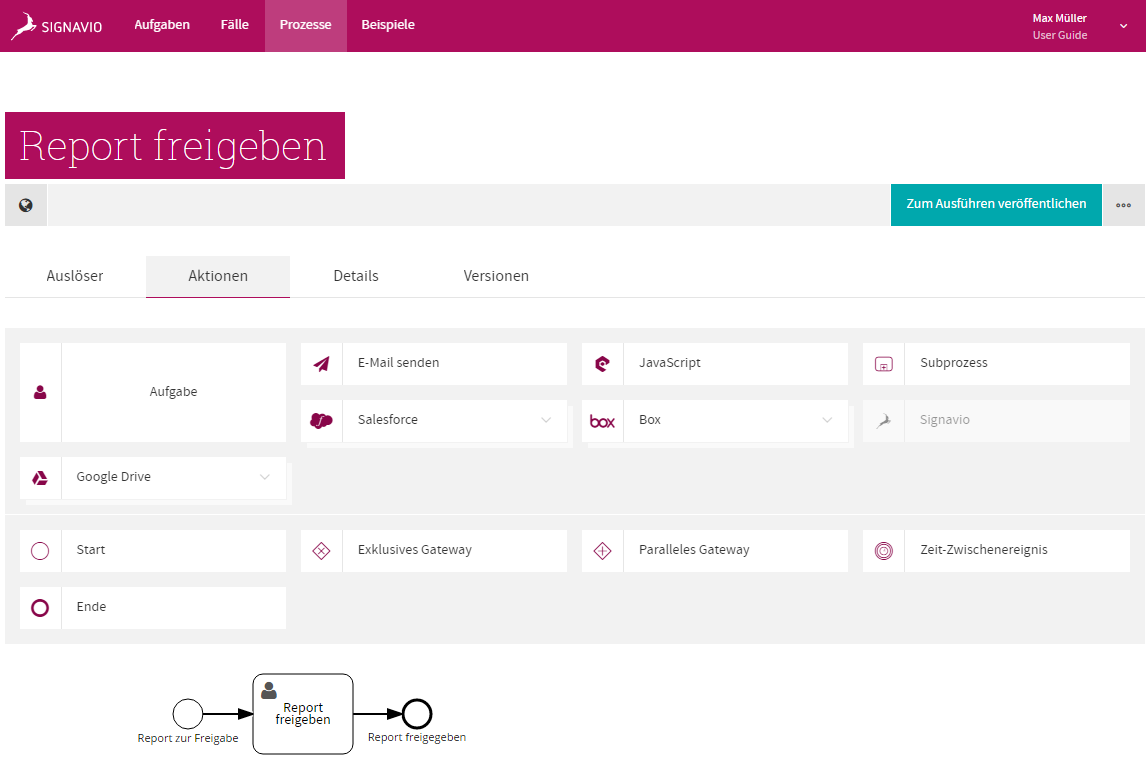 SIGNAVIO Aufgaben Fälle Prozesse Beispiele Max Müller
User Guide
Report freigeben
Zum Ausführen veröffentlichen
Auslöser Aktionen Details Versionen
Aufgabe
E-Mail senden JavaScript Subprozess
Salesforce box Box Signavio
Google Drive
Start Exklusives Gateway Paralleles Gateway Zeit-Zwischenereignis
Ende
Report
freigeben
Report zur Freigabe Report freigegeben